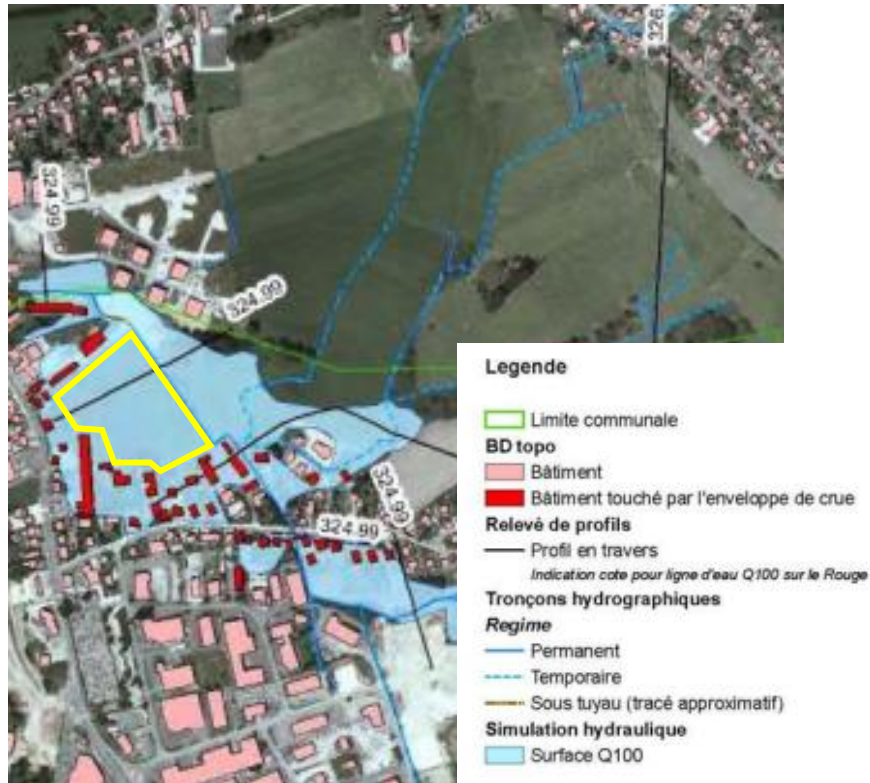 326
324.99
324.99
324.99
324.99
Legende
Limite communale
BD topo
Bâtiment
Bâtiment touché par l'enveloppe de crue
Relevé de profils
Profil en travers
Indication cote pour ligne d'eau Q100 sur le Rouge
Tronçons hydrographiques
Regime
Permanent
Temporaire
Sous tuyau (tracé approximatif)
Simulation hydraulique
Surface Q100